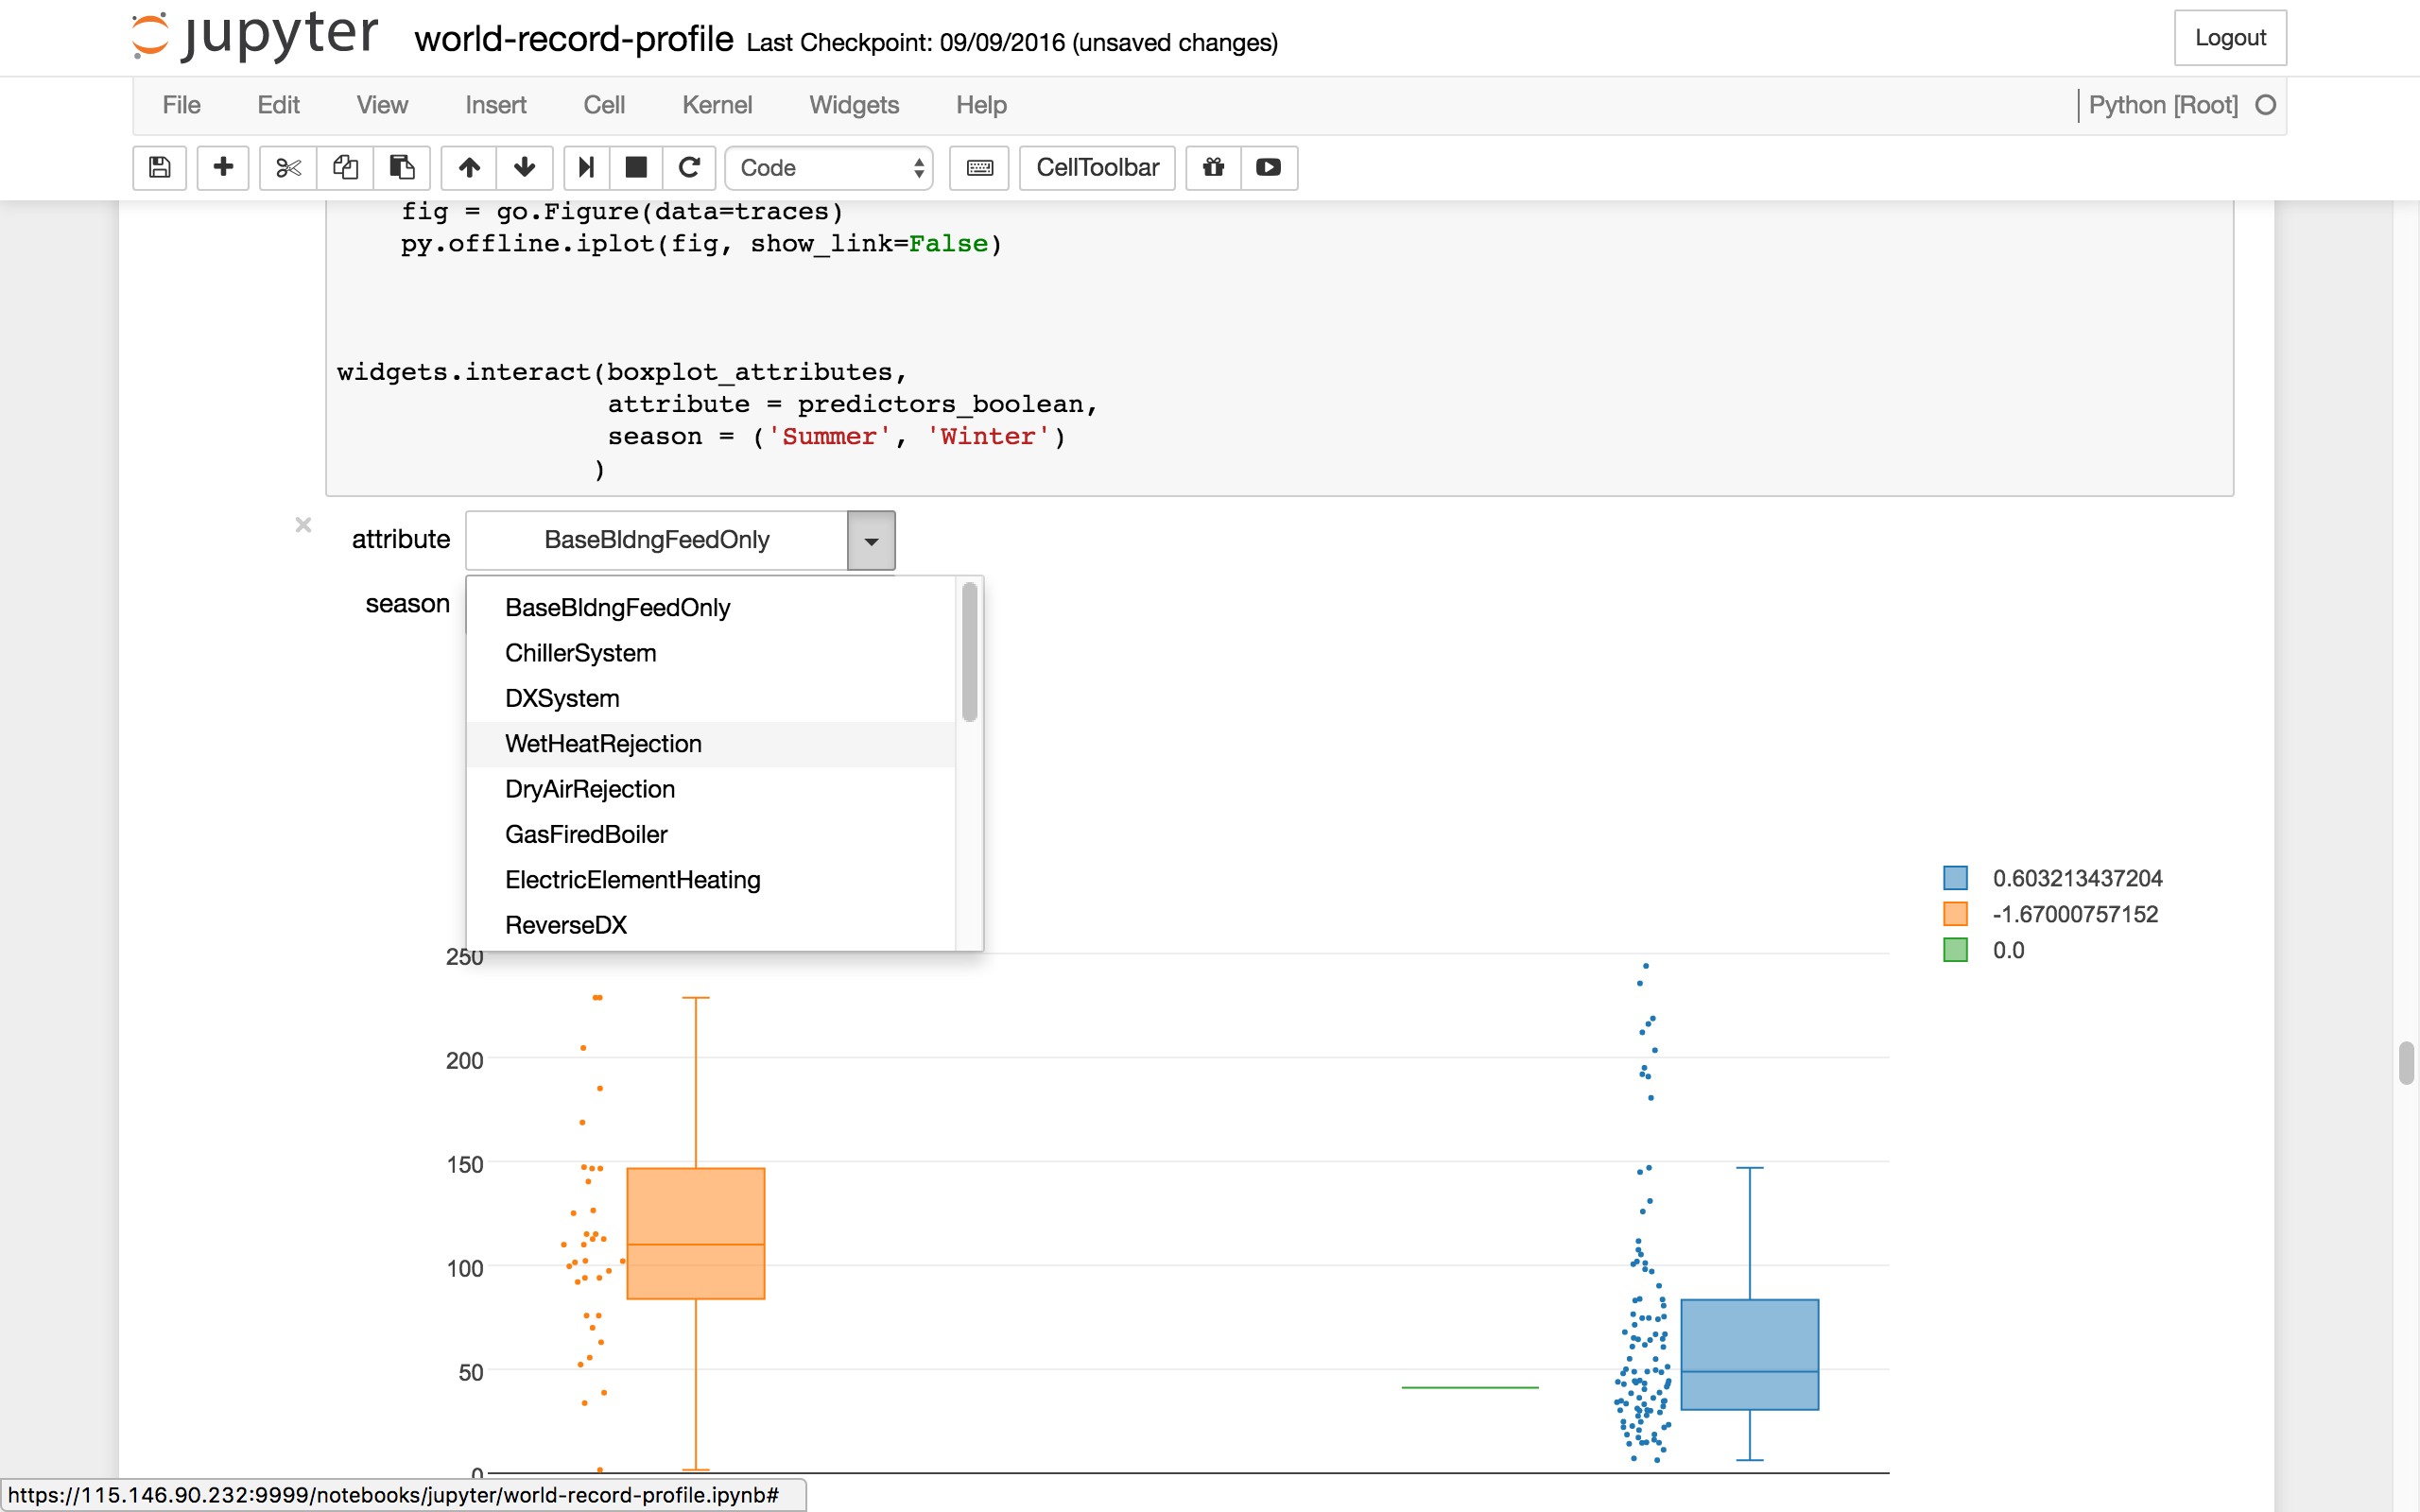 jupyter world-record-profile Last Checkpoint: 09/09/2016 (unsaved changes) Logout
File Edit View Insert Cell Kernel Widgets Help Python [Root]
Code CellToolbar
fig = go.Figure(data=traces)
py.offline.iplot(fig, show_link=False)
widgets.interact(boxplot_attributes,
attribute = predictors_boolean,
season = ('Summer', 'Winter')
)
attribute BaseBldngFeedOnly
season
BaseBldngFeedOnly
ChillerSystem
DXSystem
WetHeatRejection
DryAirRejection
GasFiredBoiler
ElectricElementHeating
ReverseDX
0.603213437204
-1.67000757152
0.0
250
200
150
100
50
0
https://115.146.90.232:9999/notebooks/jupyter/world-record-profile.ipynb#